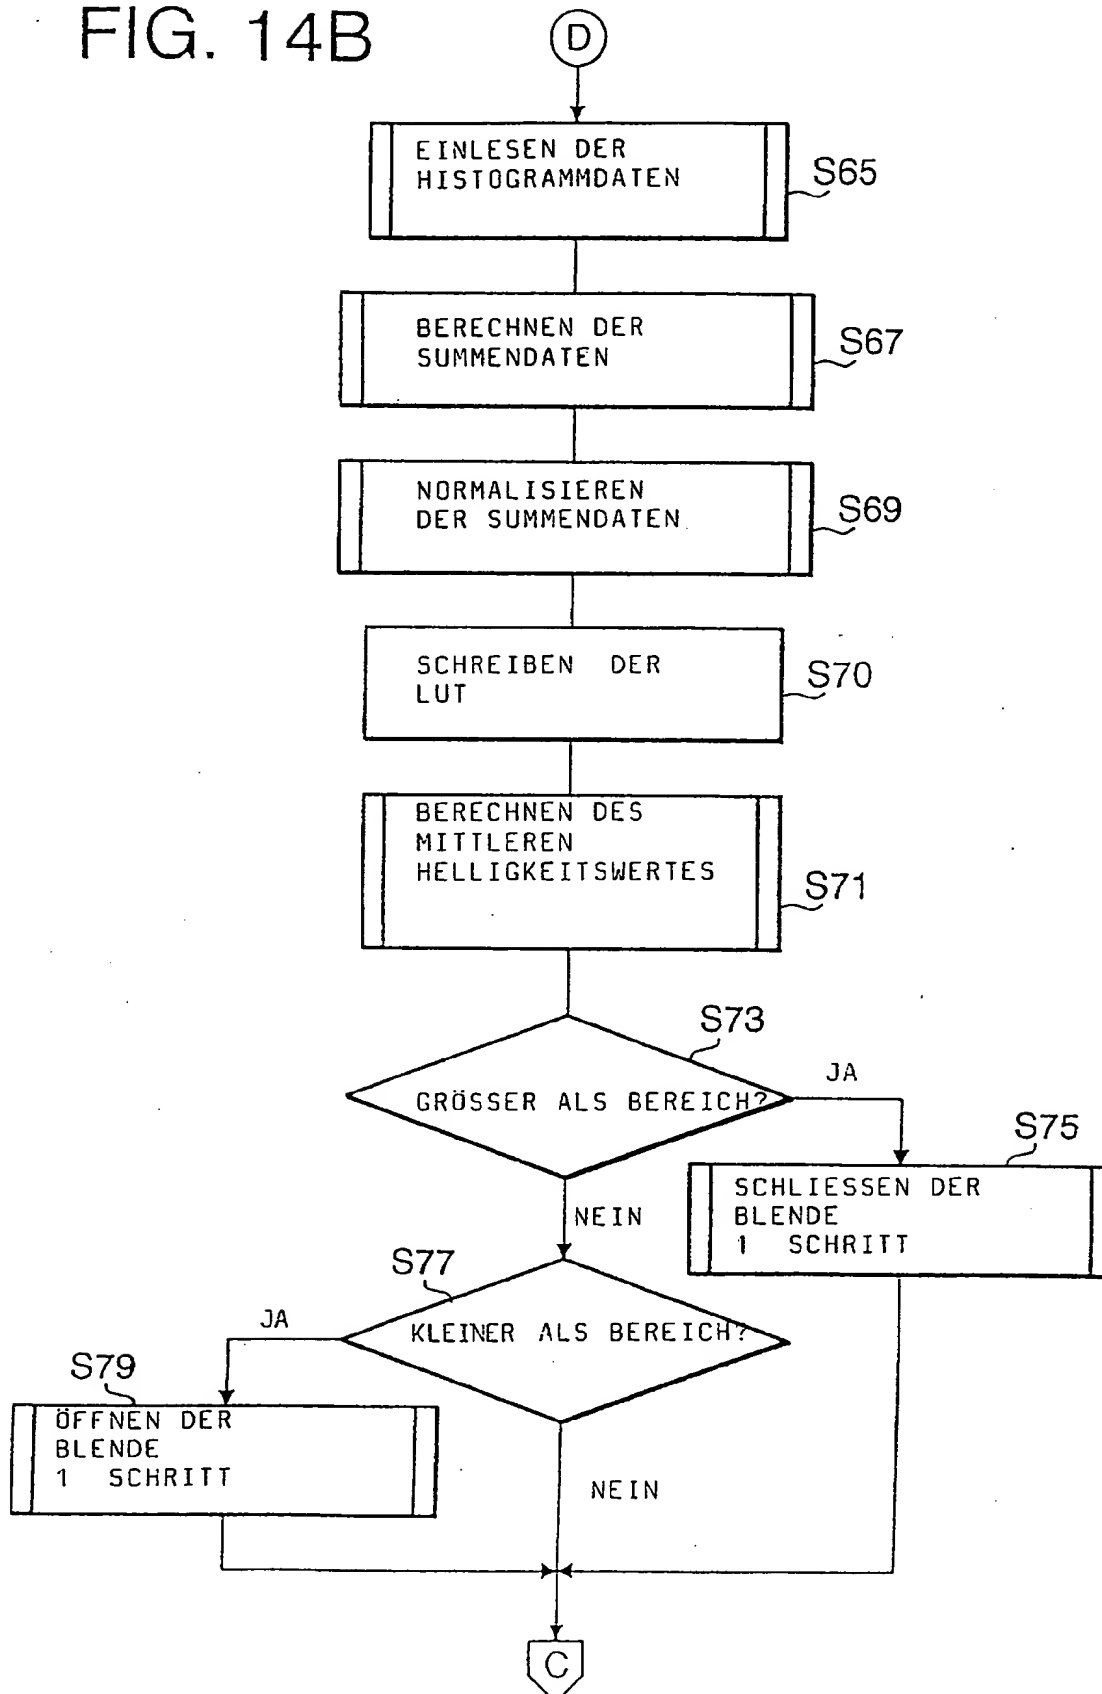 FIG. 14B
D
EINLESEN DER
HISTOGRAMMDATEN
S65
BERECHNEN DER
SUMMENDATEN
S67
NORMALISIEREN
DER SUMMENDATEN
S69
SCHREIBEN DER
LUT
S70
BERECHNEN DES
MITTLEREN
HELLIGKEITSWERTES
S71
S73
GRÖSSER ALS BEREICH?
JA
S75
SCHLIESSEN DER
BLENDE
1 SCHRITT
NEIN
S77
KLEINER ALS BEREICH?
JA
S79
ÖFFNEN DER
BLENDE
1 SCHRITT
NEIN
C